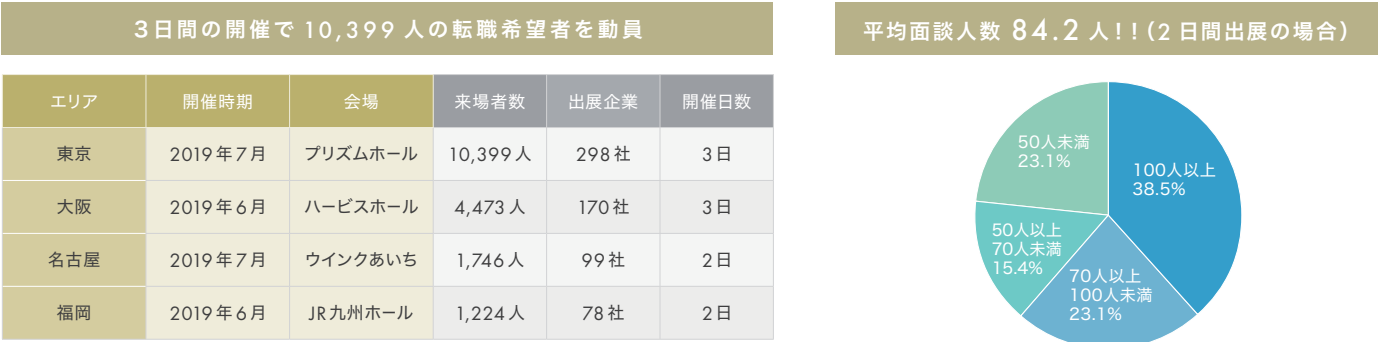 3日間の開催で10,399人の転職希望者を動員
エリア 開催時期 会場 来場者数 出展企業 開催日数
東京 2019年7月 プリズムホール 10,399人 298社 3日
大阪 2019年6月 ハービスホール 4,473人 170社 3日
名古屋 2019年7月 ウインクあいち 1,746人 99社 2日
福岡 2019年6月 JR九州ホール 1,224人 78社 2日
平均面談人数 84.2人!!(2日間出展の場合)
100人以上
38.5%
70人以上
100人未満
23.1%
50人以上
70人未満
15.4%
50人未満
23.1%